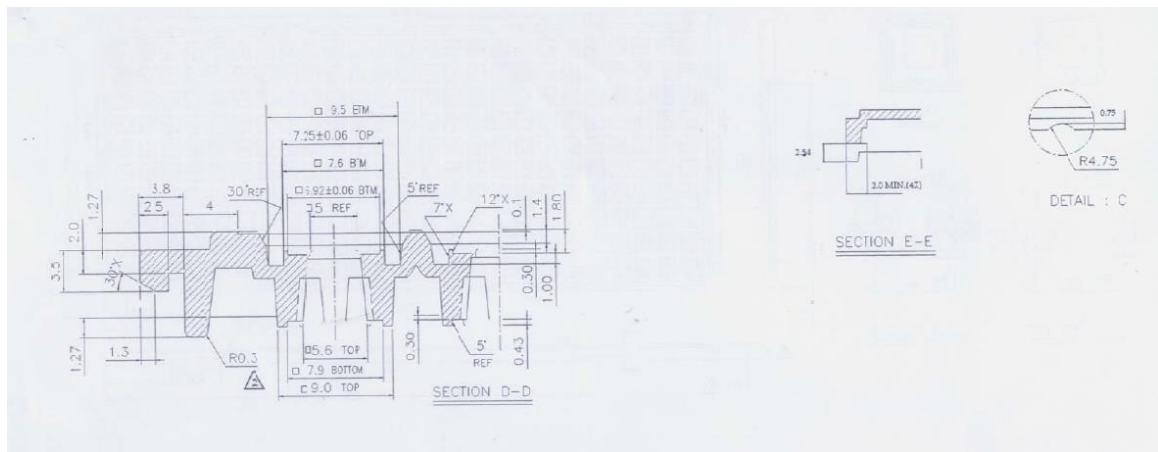 □ 9.5 BTM
7.25±0.06 TOP
□ 7.6 BTM
□6.92±0.06 BTM
□5 REF
30°REF
5°REF
12°X
7°X
3.8
2.5
4
1.27
2.0
3.5
30°X
1.27
1.3
R0.3
0.1
1.4
1.80
0.30
1.00
0.30
0.43
5°
REF
□5.6 TOP
□ 7.9 BOTTOM
□9.0 TOP
SECTION D-D
2.54
2.0 MIN.(4X)
SECTION E-E
0.75
R4.75
DETAIL : C